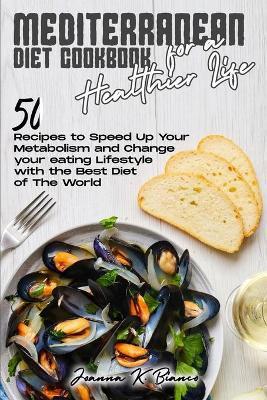 MEDITERRANEAN
DIET COOKBOOK for a
Healthier Life
50
Recipes to Speed Up Your
Metabolism and Change
your eating Lifestyle
with the Best Diet
of The World
Joanna K. Bianco